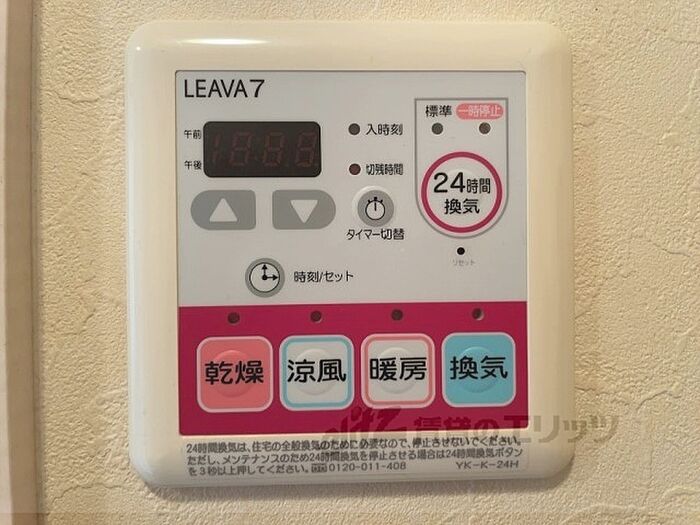 LEAVA7
午前
午後
入時刻
切残時間
タイマー切替
時刻/セット
標準 一時停止
24時間
換気
リセット
乾燥 涼風 暖房 換気
賃貸のエリッツ
24時間換気は、住宅の全般換気のために必要なので、停止させないでください。
ただし、メンテナンスのため24時間換気を停止させる場合は24時間換気ボタン
を3秒以上押してください。 0120-011-408 YK-K-24H